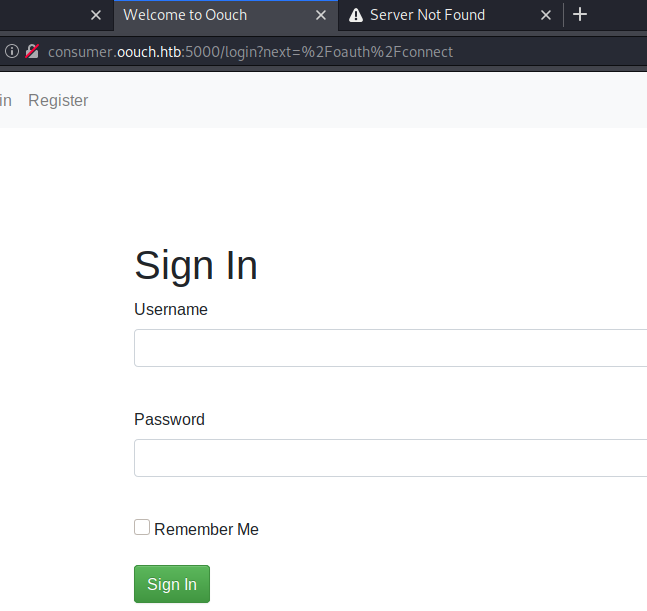 Welcome to Oouch
Server Not Found
consumer.oouch.htb:5000/login?next=%2Foauth%2Fconnect
in Register
Sign In
Username
Password
Remember Me
Sign In